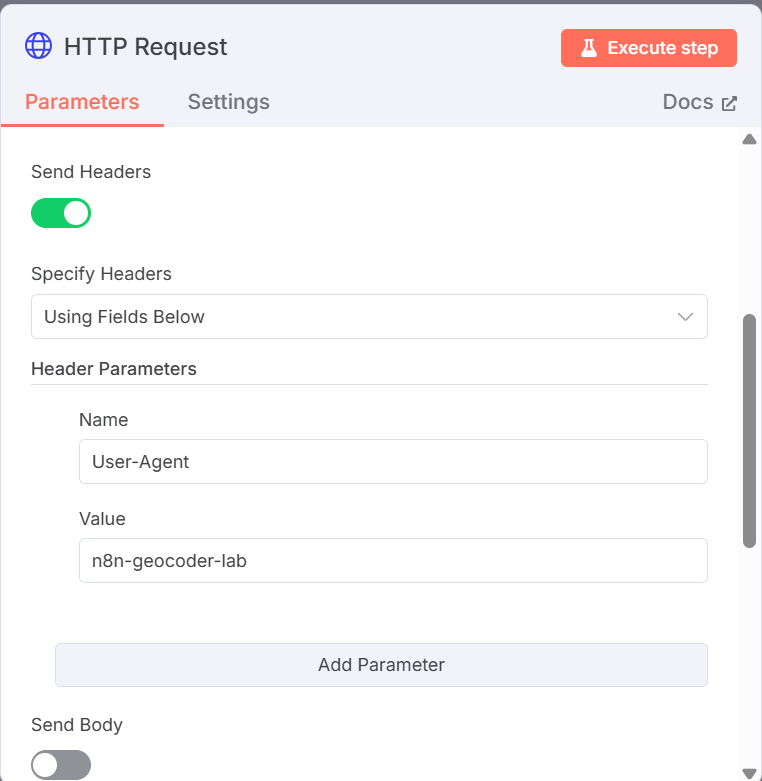 HTTP Request
Execute step
Parameters
Settings
Docs
Send Headers
Specify Headers
Using Fields Below
Header Parameters
Name
User-Agent
Value
n8n-geocoder-lab
Add Parameter
Send Body